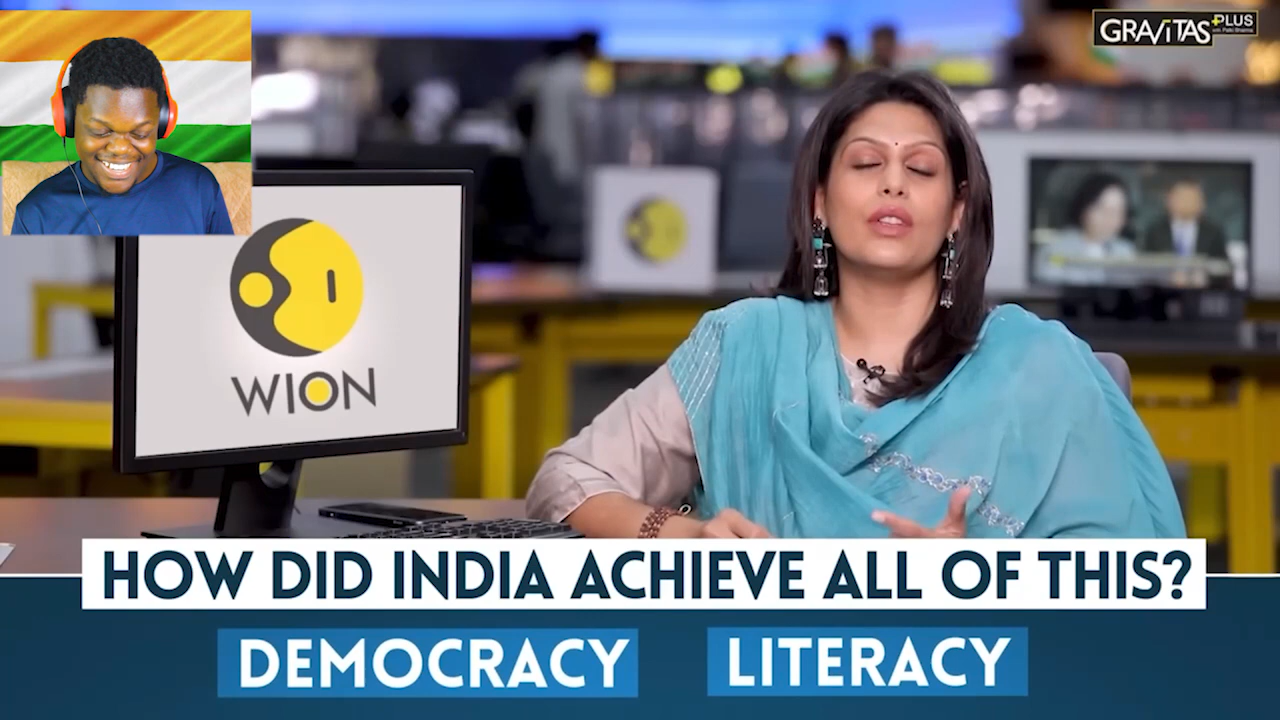 GRAVITAS PLUS
WION
HOW DID INDIA ACHIEVE ALL OF THIS?
DEMOCRACY LITERACY